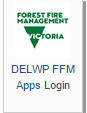 FOREST FIRE
MANAGEMENT
VICTORIA
DELWP FFM
Apps Login